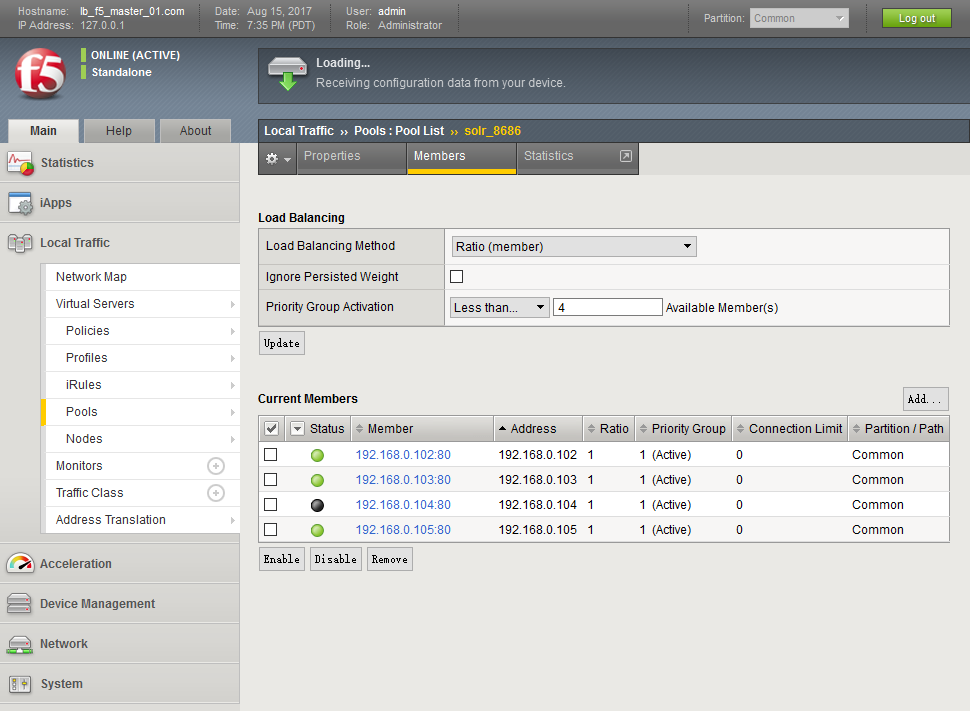 Hostname: lb_f5_master_01.com Date: Aug 15, 2017 User: admin
IP Address: 127.0.0.1 Time: 7:35 PM (PDT) Role: Administrator
Partition: Common Log out
f5
ONLINE (ACTIVE)
Standalone
Loading...
Receiving configuration data from your device.
Main Help About
Local Traffic ›› Pools : Pool List ›› solr_8686
Properties Members Statistics
Statistics
iApps
Local Traffic
Network Map
Virtual Servers
Policies
Profiles
iRules
Pools
Nodes
Monitors
Traffic Class
Address Translation
Acceleration
Device Management
Network
System
Load Balancing
Load Balancing Method Ratio (member)
Ignore Persisted Weight
Priority Group Activation Less than... 4 Available Member(s)
Update
Current Members Add...
Status Member Address Ratio Priority Group Connection Limit Partition / Path
192.168.0.102:80 192.168.0.102 1 1 (Active) 0 Common
192.168.0.103:80 192.168.0.103 1 1 (Active) 0 Common
192.168.0.104:80 192.168.0.104 1 1 (Active) 0 Common
192.168.0.105:80 192.168.0.105 1 1 (Active) 0 Common
Enable Disable Remove